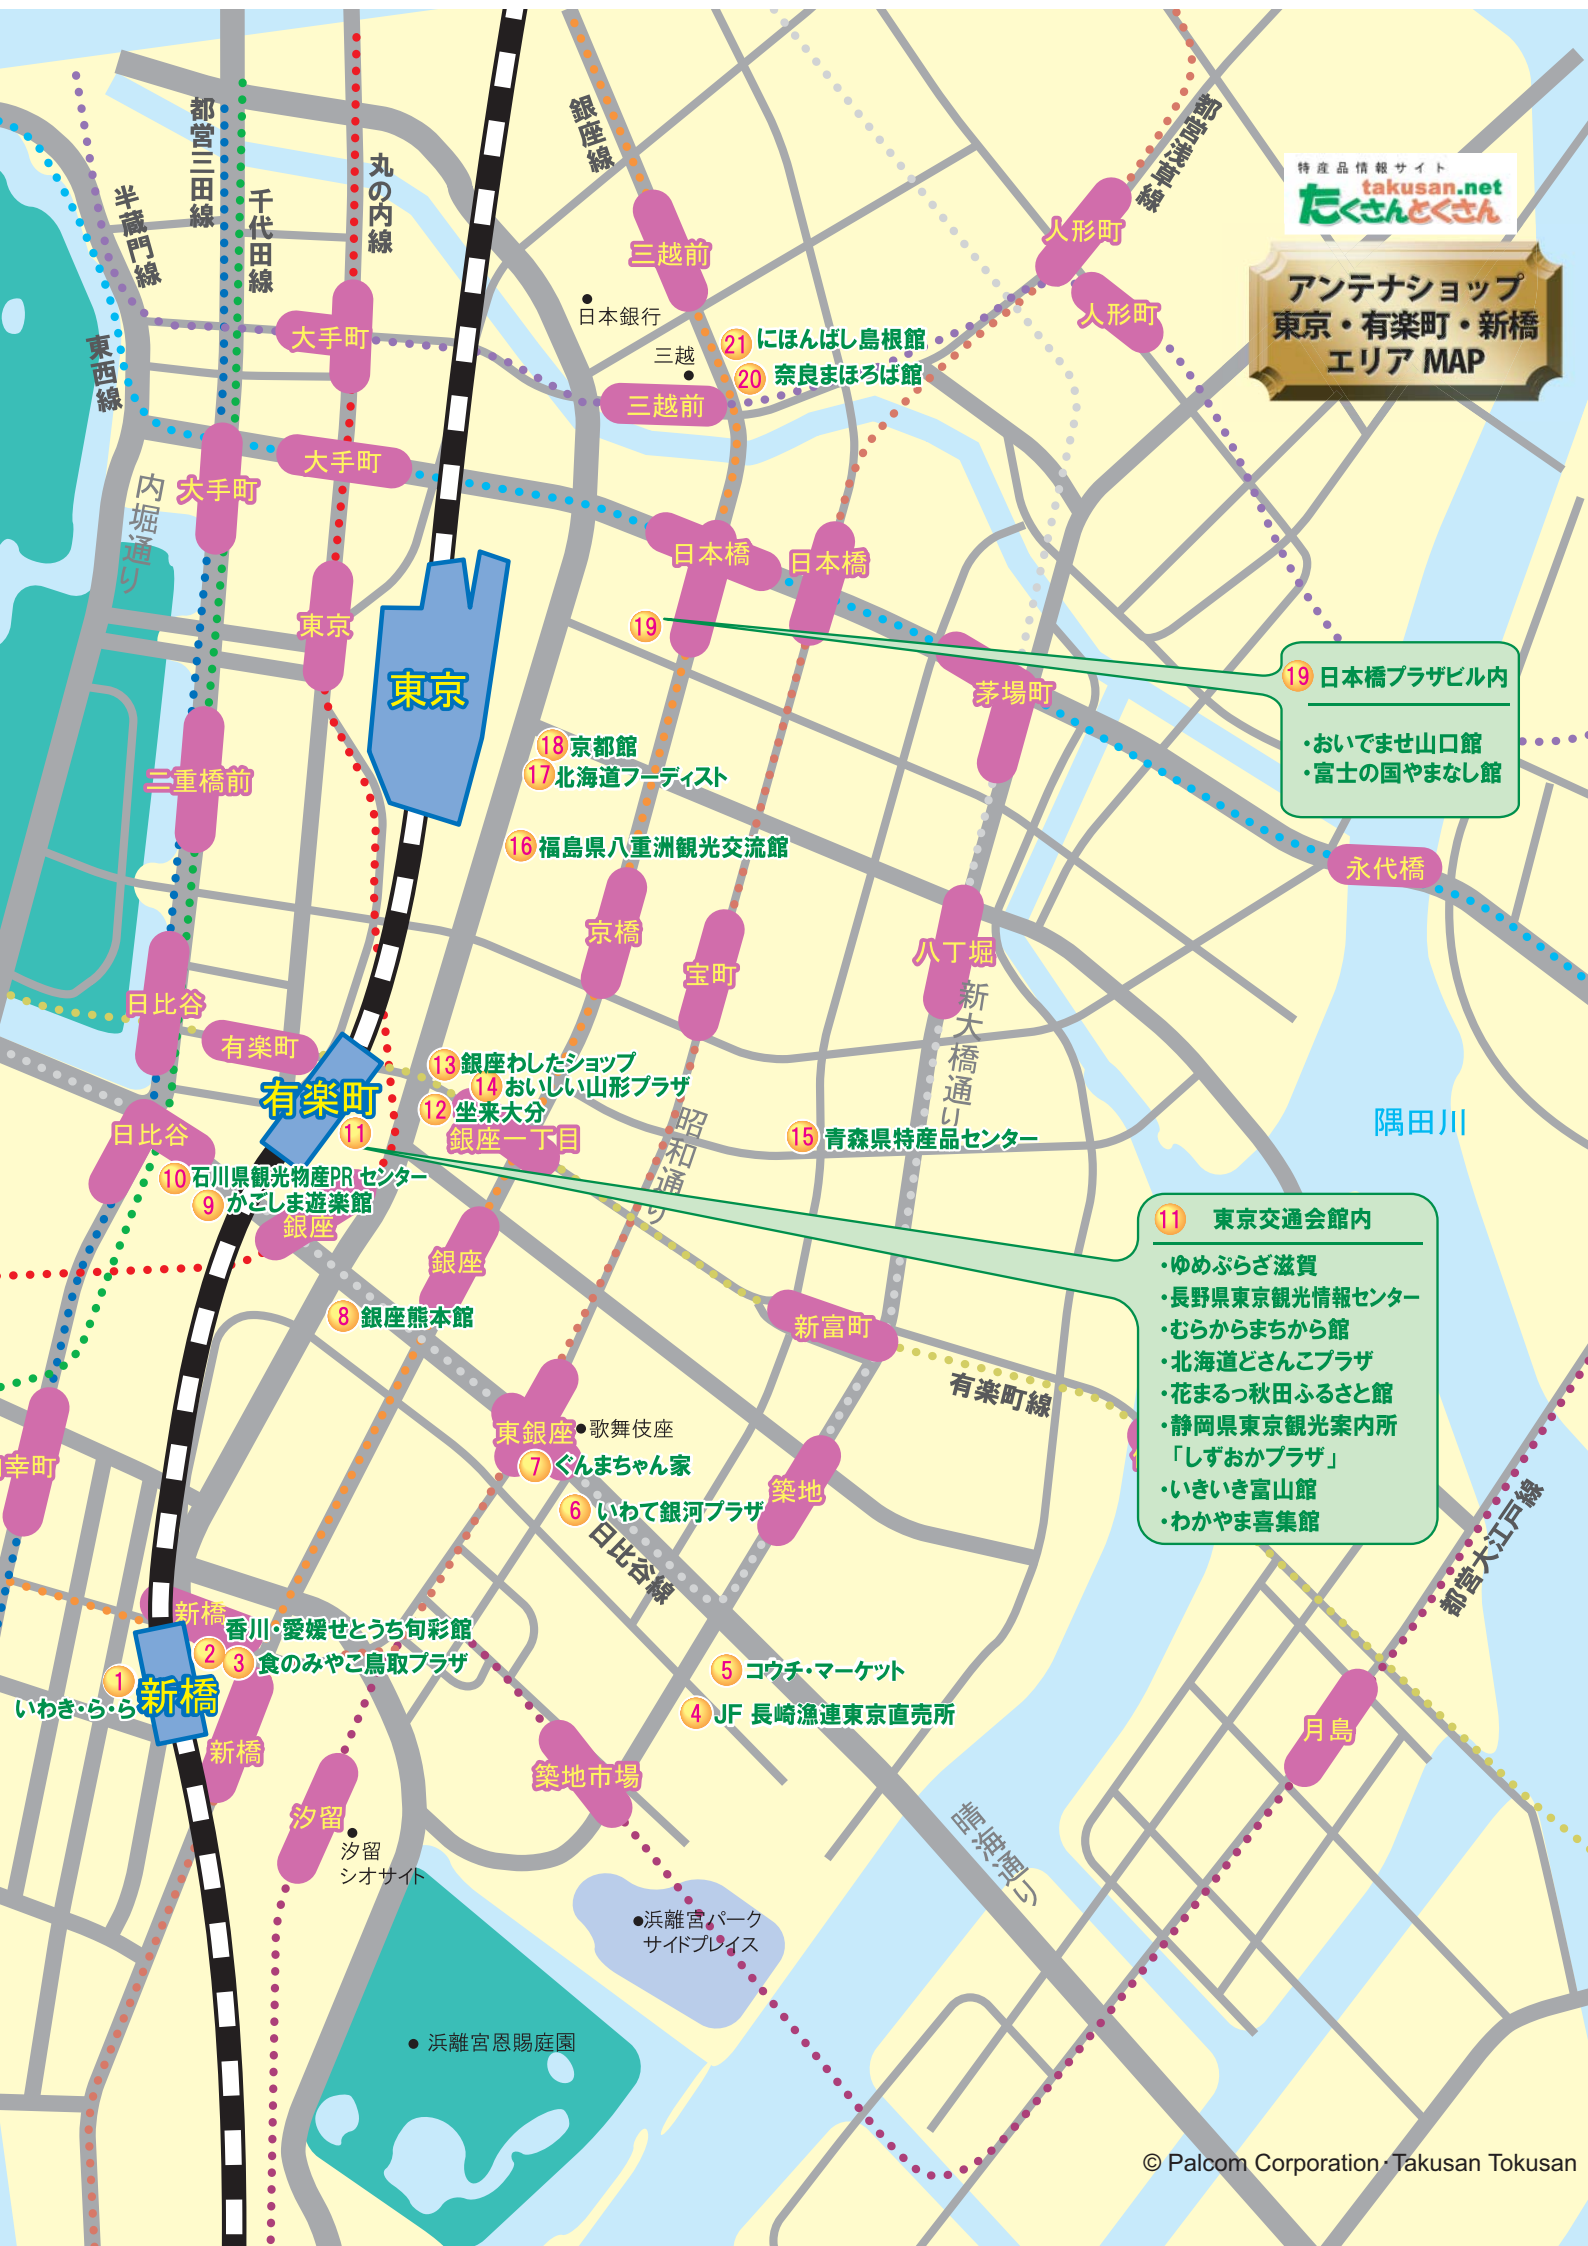 特産品情報サイト
takusan.net
たくさんとくさん
アンテナショップ
東京・有楽町・新橋
エリア MAP
都営三田線
千代田線
丸の内線
半蔵門線
東西線
銀座線
都営浅草線
三越前
人形町
人形町
大手町
日本銀行
三越
三越前
21 にほんばし島根館
20 奈良まほろば館
大手町
大手町
内堀通り
日本橋
日本橋
東京
東京
19
茅場町
19 日本橋プラザビル内
・おいでませ山口館
・富士の国やまなし館
18 京都館
17 北海道フーディスト
二重橋前
16 福島県八重洲観光交流館
永代橋
京橋
宝町
八丁堀
新大橋通り
日比谷
有楽町
有楽町
11
13 銀座わしたショップ
14 おいしい山形プラザ
12 坐来大分
銀座一丁目
昭和通り
15 青森県特産品センター
隅田川
日比谷
10 石川県観光物産PR センター
9 かごしま遊楽館
銀座
銀座
11 東京交通会館内
・ゆめぷらざ滋賀
・長野県東京観光情報センター
・むらからまちから館
・北海道どさんこプラザ
・花まるっ秋田ふるさと館
・静岡県東京観光案内所
「しずおかプラザ」
・いきいき富山館
・わかやま喜集館
8 銀座熊本館
新富町
有楽町線
東銀座
歌舞伎座
7 ぐんまちゃん家
6 いわて銀河プラザ
築地
幸町
日比谷線
都営大江戸線
新橋
2 香川・愛媛せとうち旬彩館
3 食のみやこ鳥取プラザ
1
いわき・ら・ら
新橋
新橋
5 コウチ・マーケット
4 JF 長崎漁連東京直売所
月島
築地市場
汐留
汐留
シオサイト
晴海通り
浜離宮パーク
サイドプレイス
浜離宮恩賜庭園
© Palcom Corporation・Takusan Tokusan